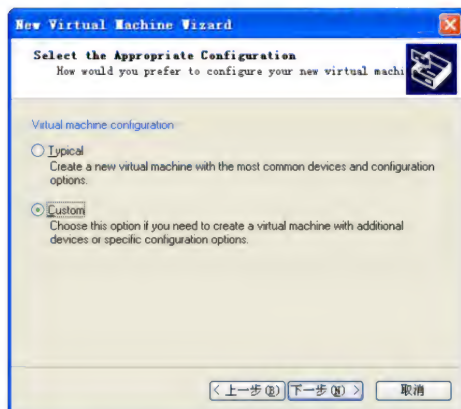 New Virtual Machine Wizard
Select the Appropriate Configuration
How would you prefer to configure your new virtual machi
Virtual machine configuration
Typical
Create a new virtual machine with the most common devices and configuration
options.
Custom
Choose this option if you need to create a virtual machine with additional
devices or specific configuration options.
< 上一步(B) 下一步(N) > 取消